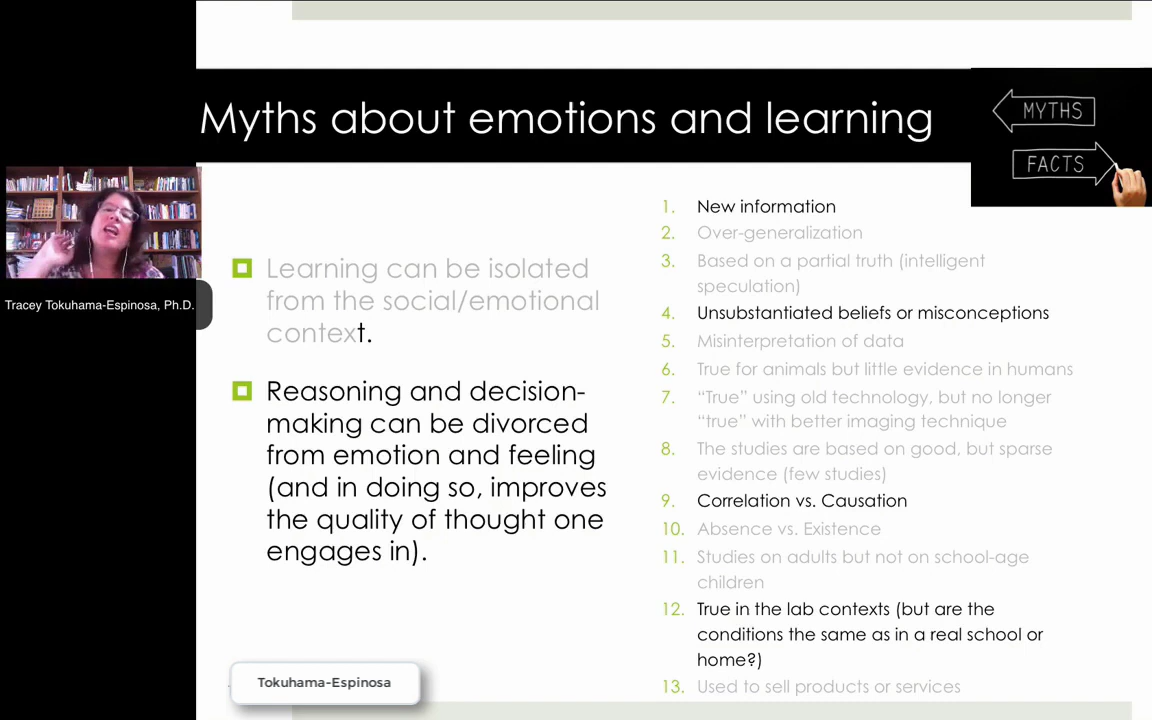 Myths about emotions and learning
MYTHS
FACTS
Tracey Tokuhama-Espinosa, Ph.D.
Learning can be isolated
from the social/emotional
context.
Reasoning and decision-
making can be divorced
from emotion and feeling
(and in doing so, improves
the quality of thought one
engages in).
1. New information
2. Over-generalization
3. Based on a partial truth (intelligent
speculation)
4. Unsubstantiated beliefs or misconceptions
5. Misinterpretation of data
6. True for animals but little evidence in humans
7. “True” using old technology, but no longer
“true” with better imaging technique
8. The studies are based on good, but sparse
evidence (few studies)
9. Correlation vs. Causation
10. Absence vs. Existence
11. Studies on adults but not on school-age
children
12. True in the lab contexts (but are the
conditions the same as in a real school or
home?)
13. Used to sell products or services
Tokuhama-Espinosa